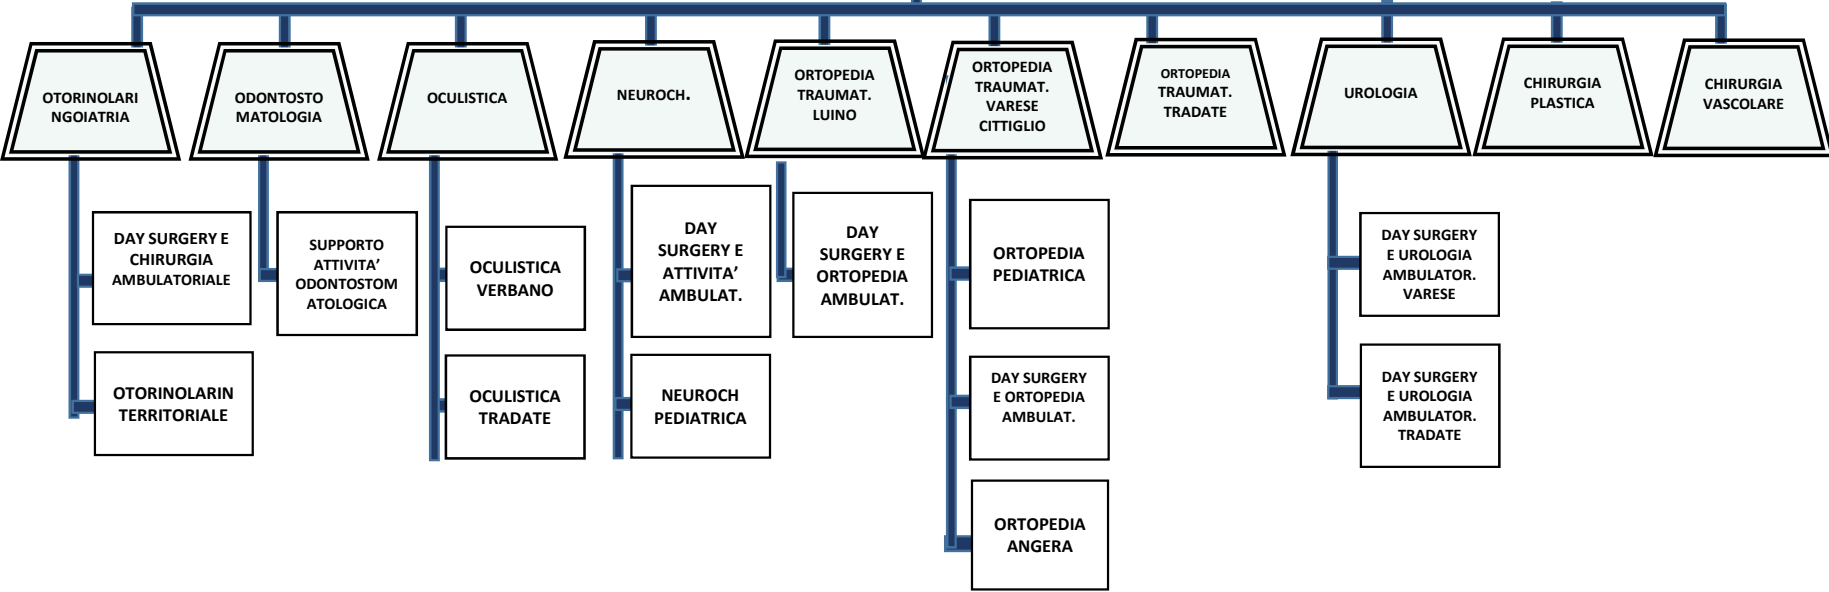 OTORINOLARI
NGOIATRIA
ODONTOSTO
MATOLOGIA
OCULISTICA
NEUROCH.
ORTOPEDIA
TRAUMAT.
LUINO
ORTOPEDIA
TRAUMAT.
VARESE
CITTIGLIO
ORTOPEDIA
TRAUMAT.
TRADATE
UROLOGIA
CHIRURGIA
PLASTICA
CHIRURGIA
VASCOLARE
DAY SURGERY E
CHIRURGIA
AMBULATORIALE
OTORINOLARIN
TERRITORIALE
SUPPORTO
ATTIVITA’
ODONTOSTOM
ATOLOGICA
OCULISTICA
VERBANO
OCULISTICA
TRADATE
DAY
SURGERY E
ATTIVITA’
AMBULAT.
NEUROCH
PEDIATRICA
DAY
SURGERY E
ORTOPEDIA
AMBULAT.
ORTOPEDIA
PEDIATRICA
DAY SURGERY
E ORTOPEDIA
AMBULAT.
ORTOPEDIA
ANGERA
DAY SURGERY
E UROLOGIA
AMBULATOR.
VARESE
DAY SURGERY
E UROLOGIA
AMBULATOR.
TRADATE